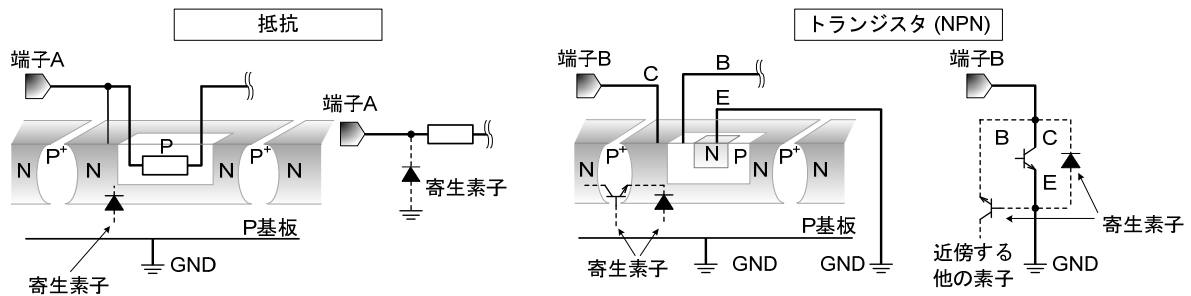 抵抗
トランジスタ (NPN)
端子A
端子A
P
N
P+
N
N
P+
N
寄生素子
P基板
GND
寄生素子
端子B
C
B
E
N
P+
N
N
P
P+
N
P基板
寄生素子
GND
GND
端子B
B
C
E
寄生素子
近傍する
他の素子
GND